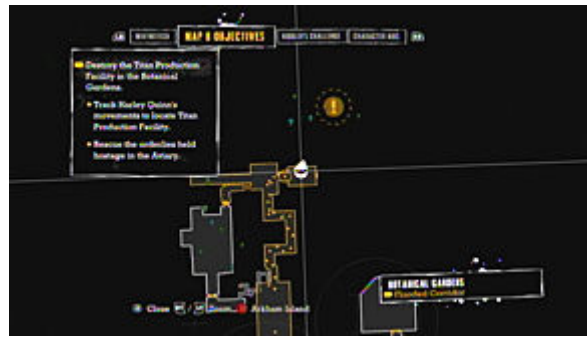 MAP & OBJECTIVES
RIDDLER'S CHALLENGE
CHARACTER BIOS
Destroy the Titan Production
Facility in the Botanical
Gardens.
Track Harley Quinn's
movements to locate Titan
Production Facility.
Rescue the orderlies held
hostage in the Aviary.
BOTANICAL GARDENS
Flooded Corridor
Close
Zoom
Arkham Island